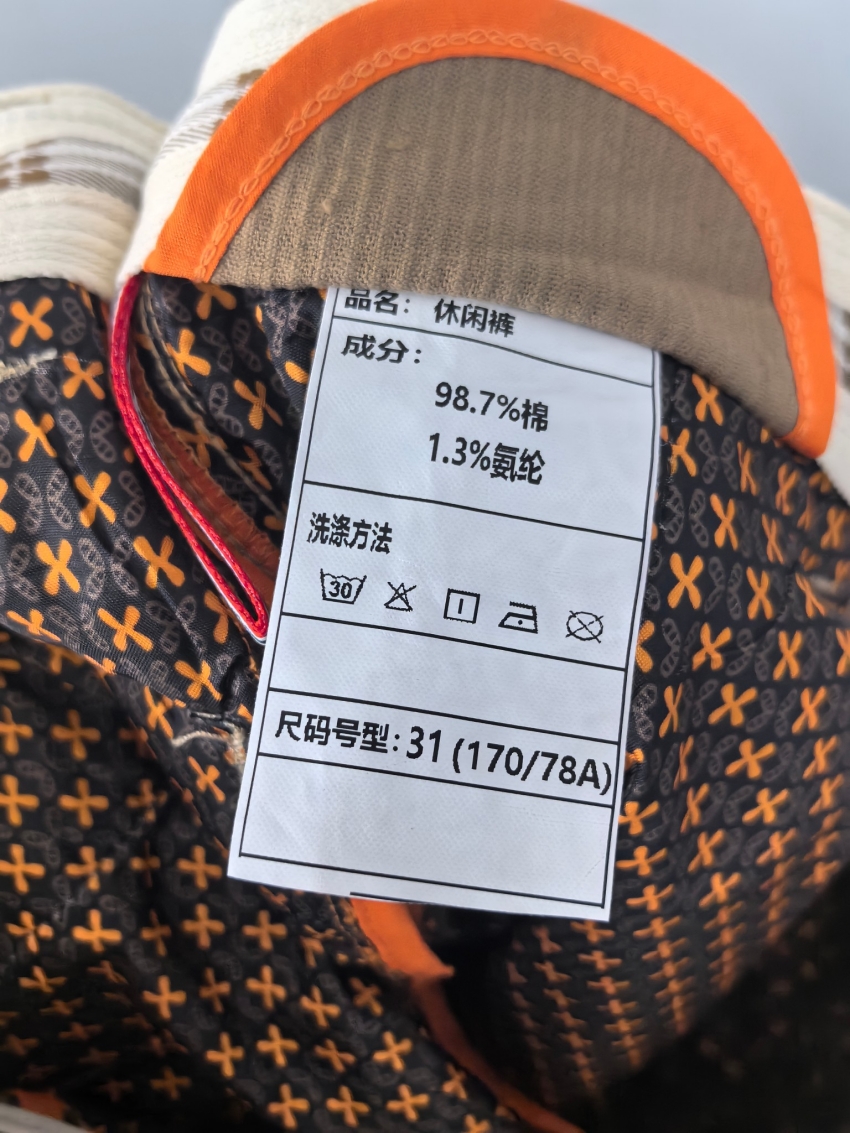 品名： 休闲裤
成分：
98.7%棉
1.3%氨纶
洗涤方法
30
尺码号型：31 (170/78A)